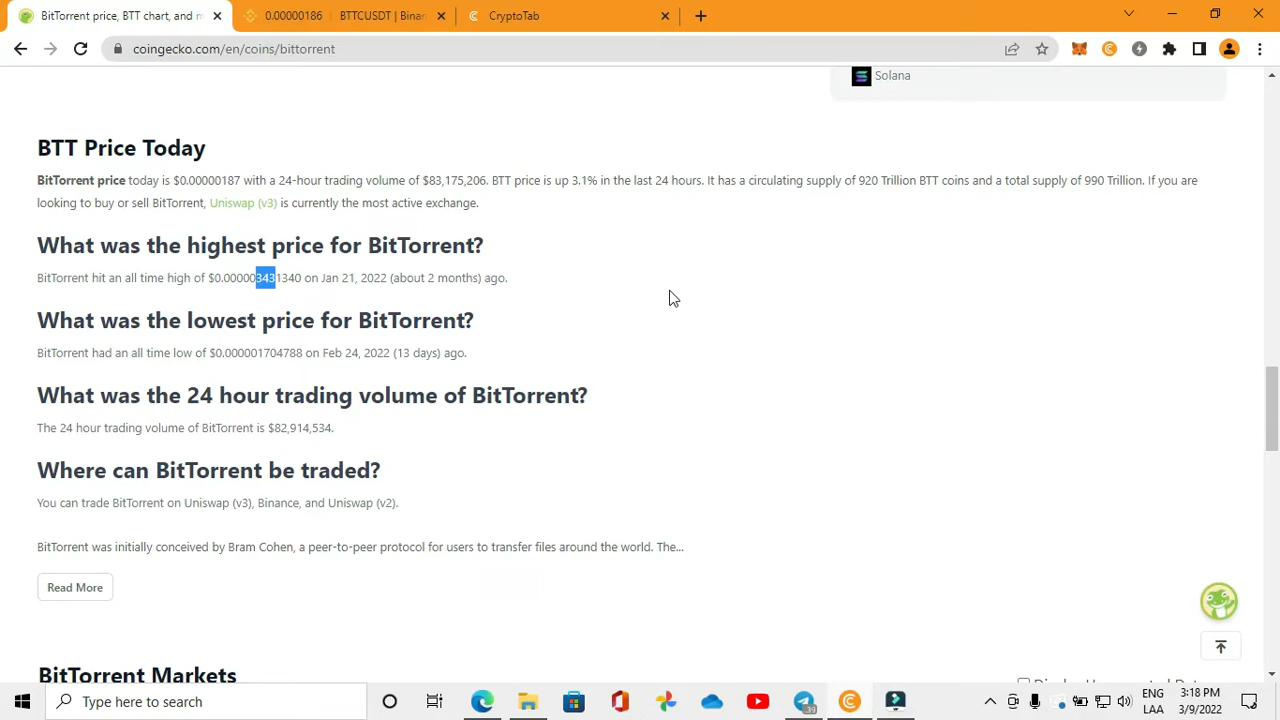 BitTorrent price, BTT chart, and m
0.00000186 BTTCUSDT | Binan
CryptoTab
coingecko.com/en/coins/bittorrent
Solana
BTT Price Today
BitTorrent price today is $0.00000187 with a 24-hour trading volume of $83,175,206. BTT price is up 3.1% in the last 24 hours. It has a circulating supply of 920 Trillion BTT coins and a total supply of 990 Trillion. If you are
looking to buy or sell BitTorrent, Uniswap (v3) is currently the most active exchange.
What was the highest price for BitTorrent?
BitTorrent hit an all time high of $0.000003431340 on Jan 21, 2022 (about 2 months) ago.
What was the lowest price for BitTorrent?
BitTorrent had an all time low of $0.000001704788 on Feb 24, 2022 (13 days) ago.
What was the 24 hour trading volume of BitTorrent?
The 24 hour trading volume of BitTorrent is $82,914,534.
Where can BitTorrent be traded?
You can trade BitTorrent on Uniswap (v3), Binance, and Uniswap (v2).
BitTorrent was initially conceived by Bram Cohen, a peer-to-peer protocol for users to transfer files around the world. The...
Read More
BitTorrent Markets
Type here to search
ENG
LAA
3:18 PM
3/9/2022